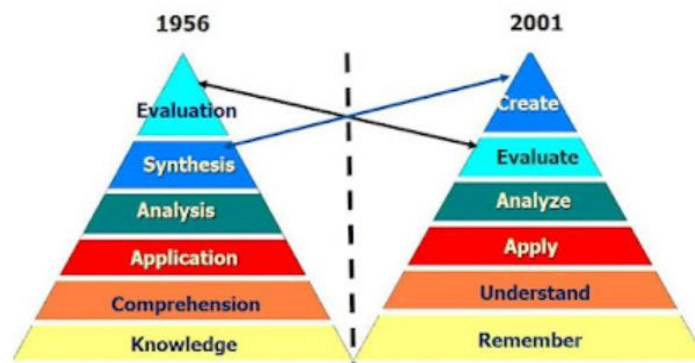 1956
Evaluation
Synthesis
Analysis
Application
Comprehension
Knowledge
2001
Create
Evaluate
Analyze
Apply
Understand
Remember